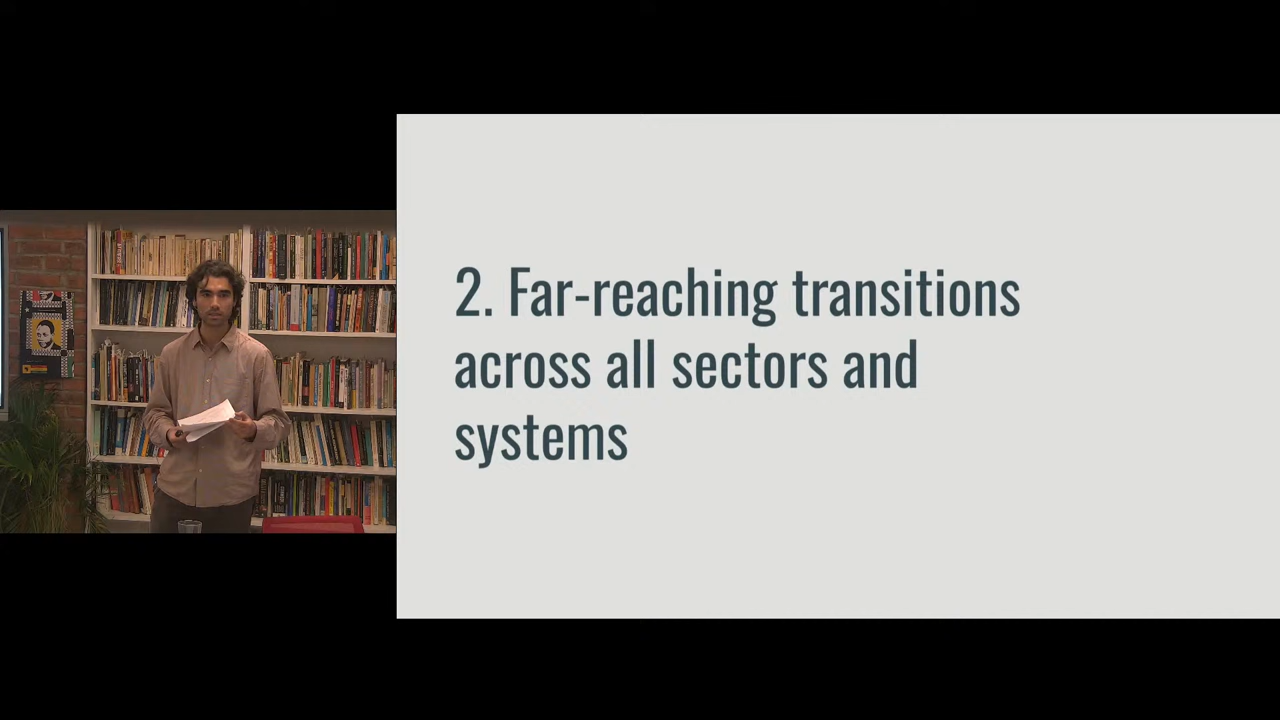 2. Far-reaching transitions
across all sectors and
systems